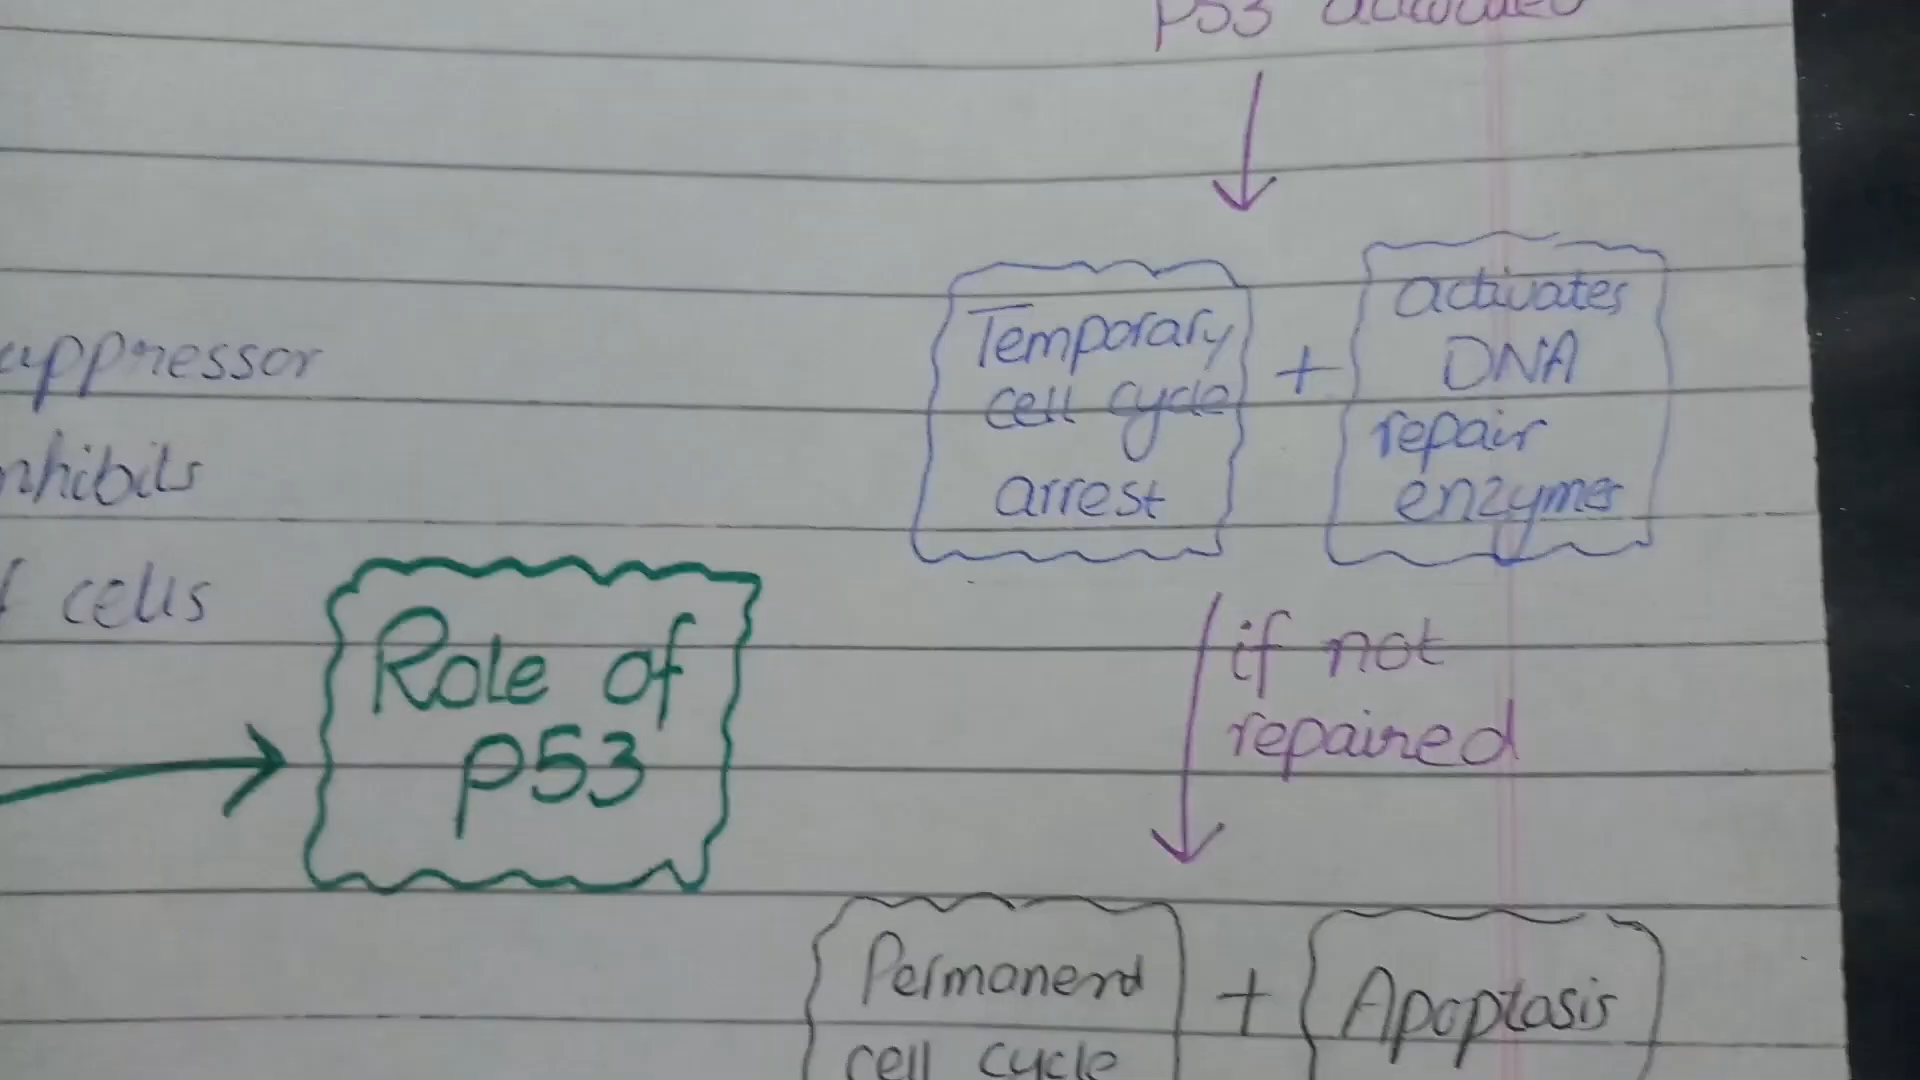 p53 activated
Temporary
cell cycle
arrest
+
activates
DNA
repair
enzymes
uppressor
nhibits
cells
Role of
p53
if not
repaired
Permanent
cell cycle
+
Apoptosis